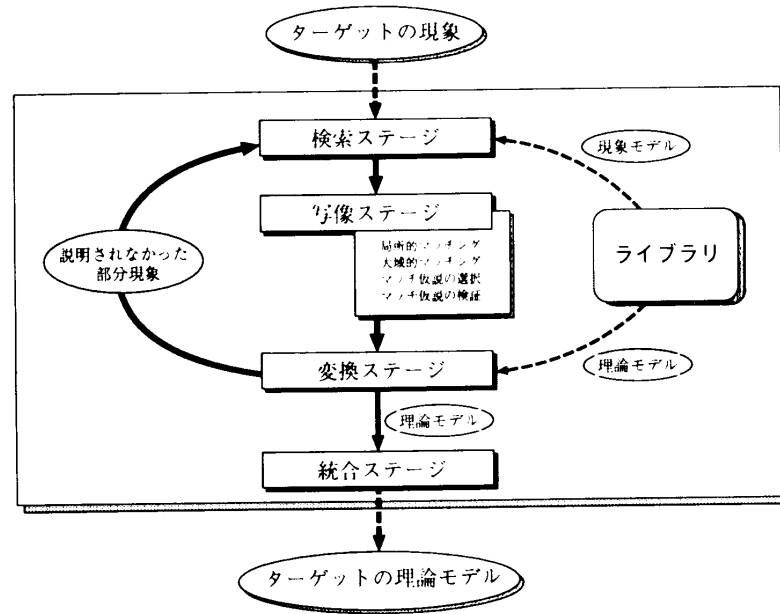 ターゲットの現象
検索ステージ
現象モデル
写像ステージ
局所的マッチング
大域的マッチング
マッチ仮説の選択
マッチ仮説の検証
説明されなかった
部分現象
ライブラリ
変換ステージ
理論モデル
理論モデル
統合ステージ
ターゲットの理論モデル